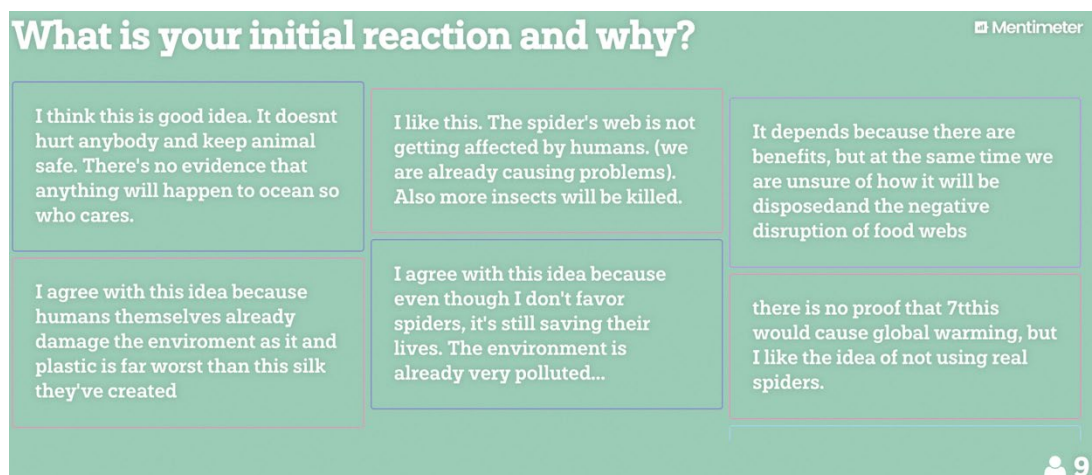 What is your initial reaction and why?
Mentimeter
I think this is good idea. It doesnt
hurt anybody and keep animal
safe. There's no evidence that
anything will happen to ocean so
who cares.
I agree with this idea because
humans themselves already
damage the enviroment as it and
plastic is far worst than this silk
they've created
I like this. The spider's web is not
getting affected by humans. (we
are already causing problems).
Also more insects will be killed.
I agree with this idea because
even though I don't favor
spiders, it's still saving their
lives. The environment is
already very polluted...
It depends because there are
benefits, but at the same time we
are unsure of how it will be
disposedand the negative
disruption of food webs
there is no proof that 7tthis
would cause global warming, but
I like the idea of not using real
spiders.
9